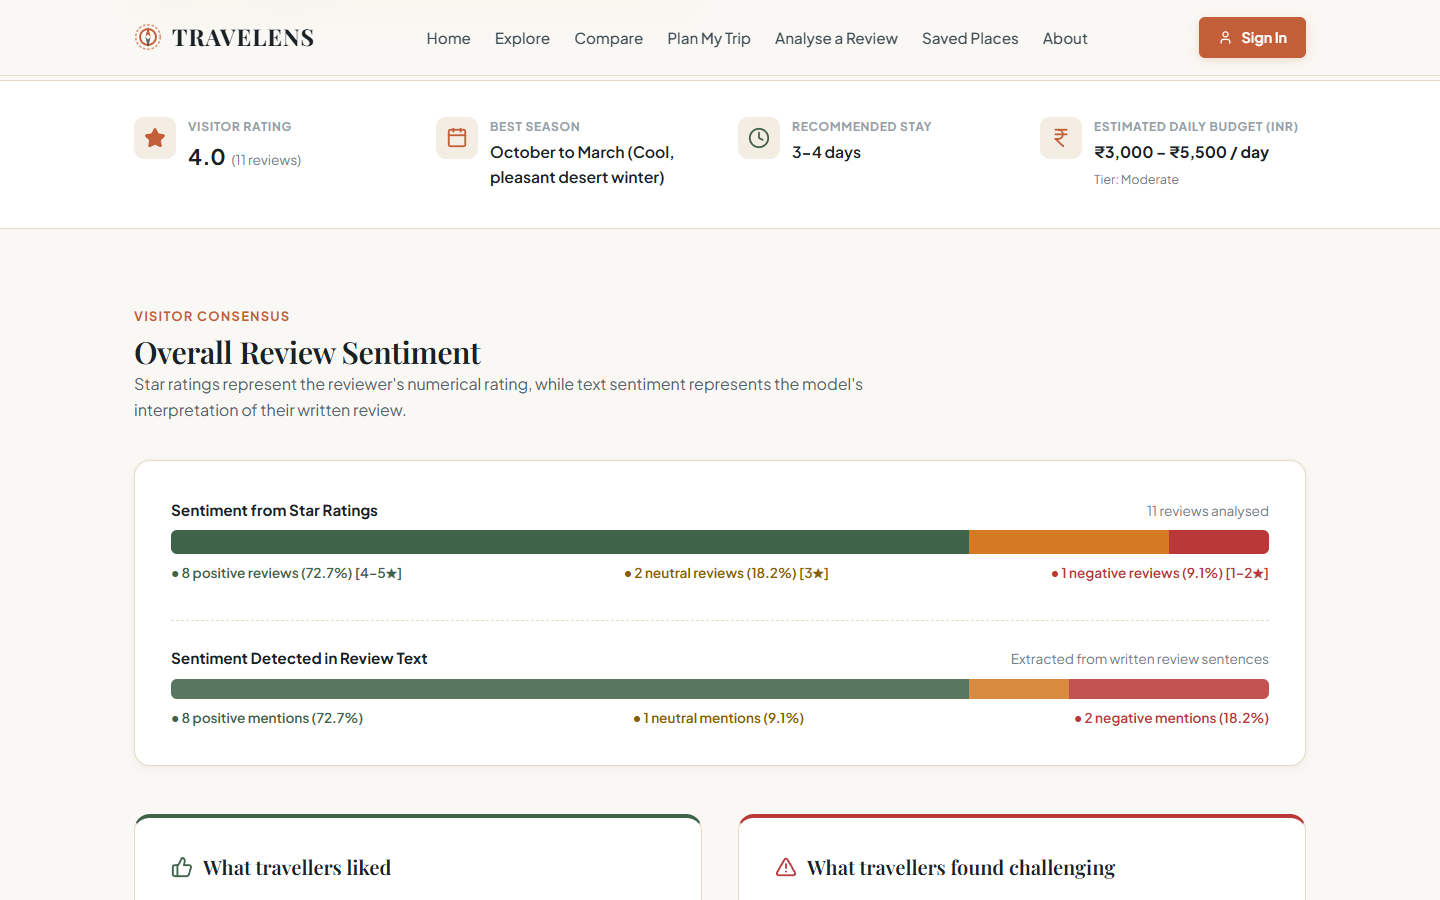 TRAVELENS
Home Explore Compare Plan My Trip Analyse a Review Saved Places About
Sign In
VISITOR RATING
4.0 (11 reviews)
BEST SEASON
October to March (Cool,
pleasant desert winter)
RECOMMENDED STAY
3–4 days
ESTIMATED DAILY BUDGET (INR)
₹3,000 – ₹5,500 / day
Tier: Moderate
VISITOR CONSENSUS
Overall Review Sentiment
Star ratings represent the reviewer's numerical rating, while text sentiment represents the model's
interpretation of their written review.
Sentiment from Star Ratings
11 reviews analysed
● 8 positive reviews (72.7%) [4–5★]
● 2 neutral reviews (18.2%) [3★]
● 1 negative reviews (9.1%) [1–2★]
Sentiment Detected in Review Text
Extracted from written review sentences
● 8 positive mentions (72.7%)
● 1 neutral mentions (9.1%)
● 2 negative mentions (18.2%)
What travellers liked
What travellers found challenging